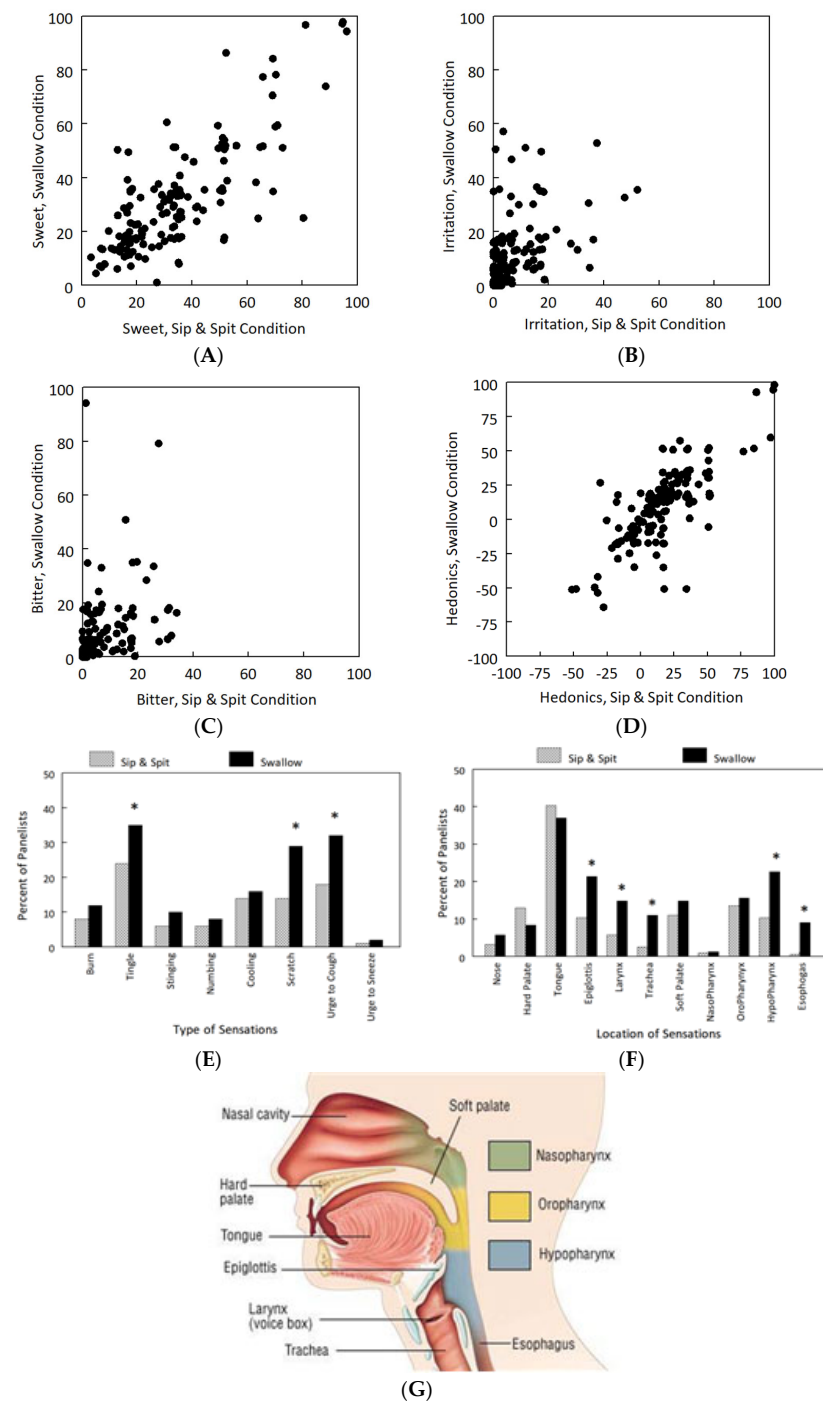 100
80
60
40
20
0
0 20 40 60 80 100
Sweet, Swallow Condition
Sweet, Sip & Spit Condition
(A)
100
80
60
40
20
0
0 20 40 60 80 100
Irritation, Swallow Condition
Irritation, Sip & Spit Condition
(B)
100
80
60
40
20
0
0 20 40 60 80 100
Bitter, Swallow Condition
Bitter, Sip & Spit Condition
(C)
100
75
50
25
0
-25
-50
-75
-100
-100 -75 -50 -25 0 25 50 75 100
Hedonics, Swallow Condition
Hedonics, Sip & Spit Condition
(D)
Sip & Spit Swallow
50
40
30
20
10
0
Percent of Panelists
* * *
Burn
Tingle
Stinging
Numbing
Cooling
Scratch
Urge to Cough
Urge to Sneeze
Type of Sensations
(E)
Sip & Spit Swallow
50
40
30
20
10
0
Percent of Panelists
* * * * *
Nose
Hard Palate
Tongue
Epiglottis
Larynx
Trachea
Soft Palate
NasoPharynx
OroPharynyx
HypoPharynx
Esophogas
Location of Sensations
(F)
Nasal cavity
Soft palate
Hard
palate
Tongue
Epiglottis
Larynx
(voice box)
Trachea
Nasopharynx
Oropharynx
Hypopharynx
Esophagus
(G)